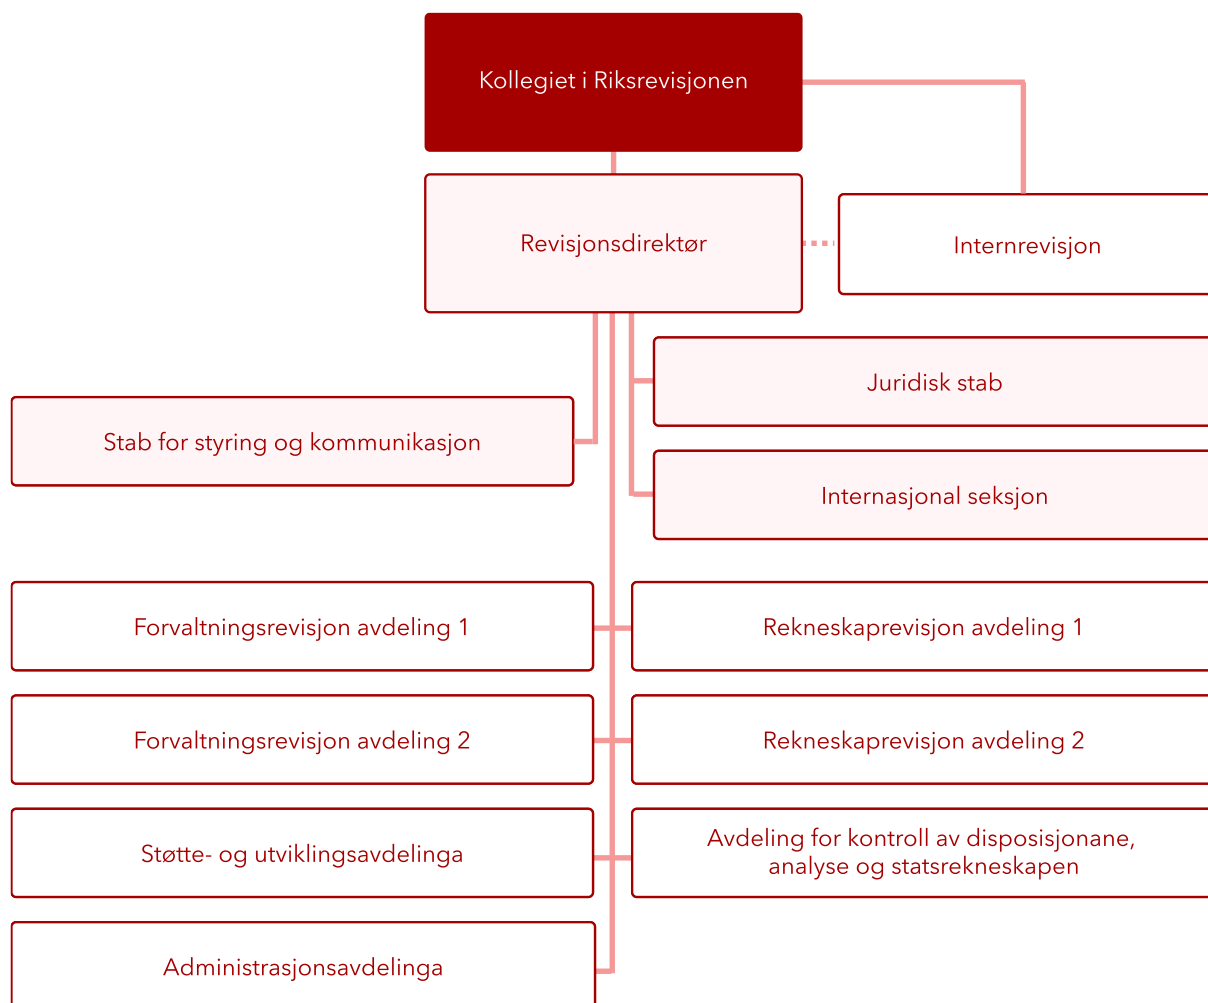 Kollegiet i Riksrevisjonen
Revisjonsdirektør
Internrevisjon
Juridisk stab
Stab for styring og kommunikasjon
Internasjonal seksjon
Forvaltningsrevisjon avdeling 1
Rekneskaprevisjon avdeling 1
Forvaltningsrevisjon avdeling 2
Rekneskaprevisjon avdeling 2
Støtte- og utviklingsavdelinga
Avdeling for kontroll av disposisjonane,
analyse og statsrekneskapen
Administrasjonsavdelinga